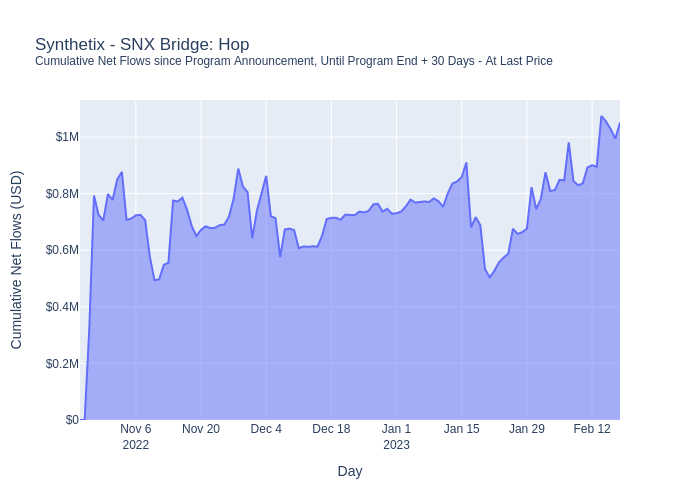 Synthetix - SNX Bridge: Hop
Cumulative Net Flows since Program Announcement, Until Program End + 30 Days - At Last Price
Cumulative Net Flows (USD)
$1M
$0.8M
$0.6M
$0.4M
$0.2M
$0
Nov 6
2022
Nov 20
Dec 4
Dec 18
Jan 1
2023
Jan 15
Jan 29
Feb 12
Day